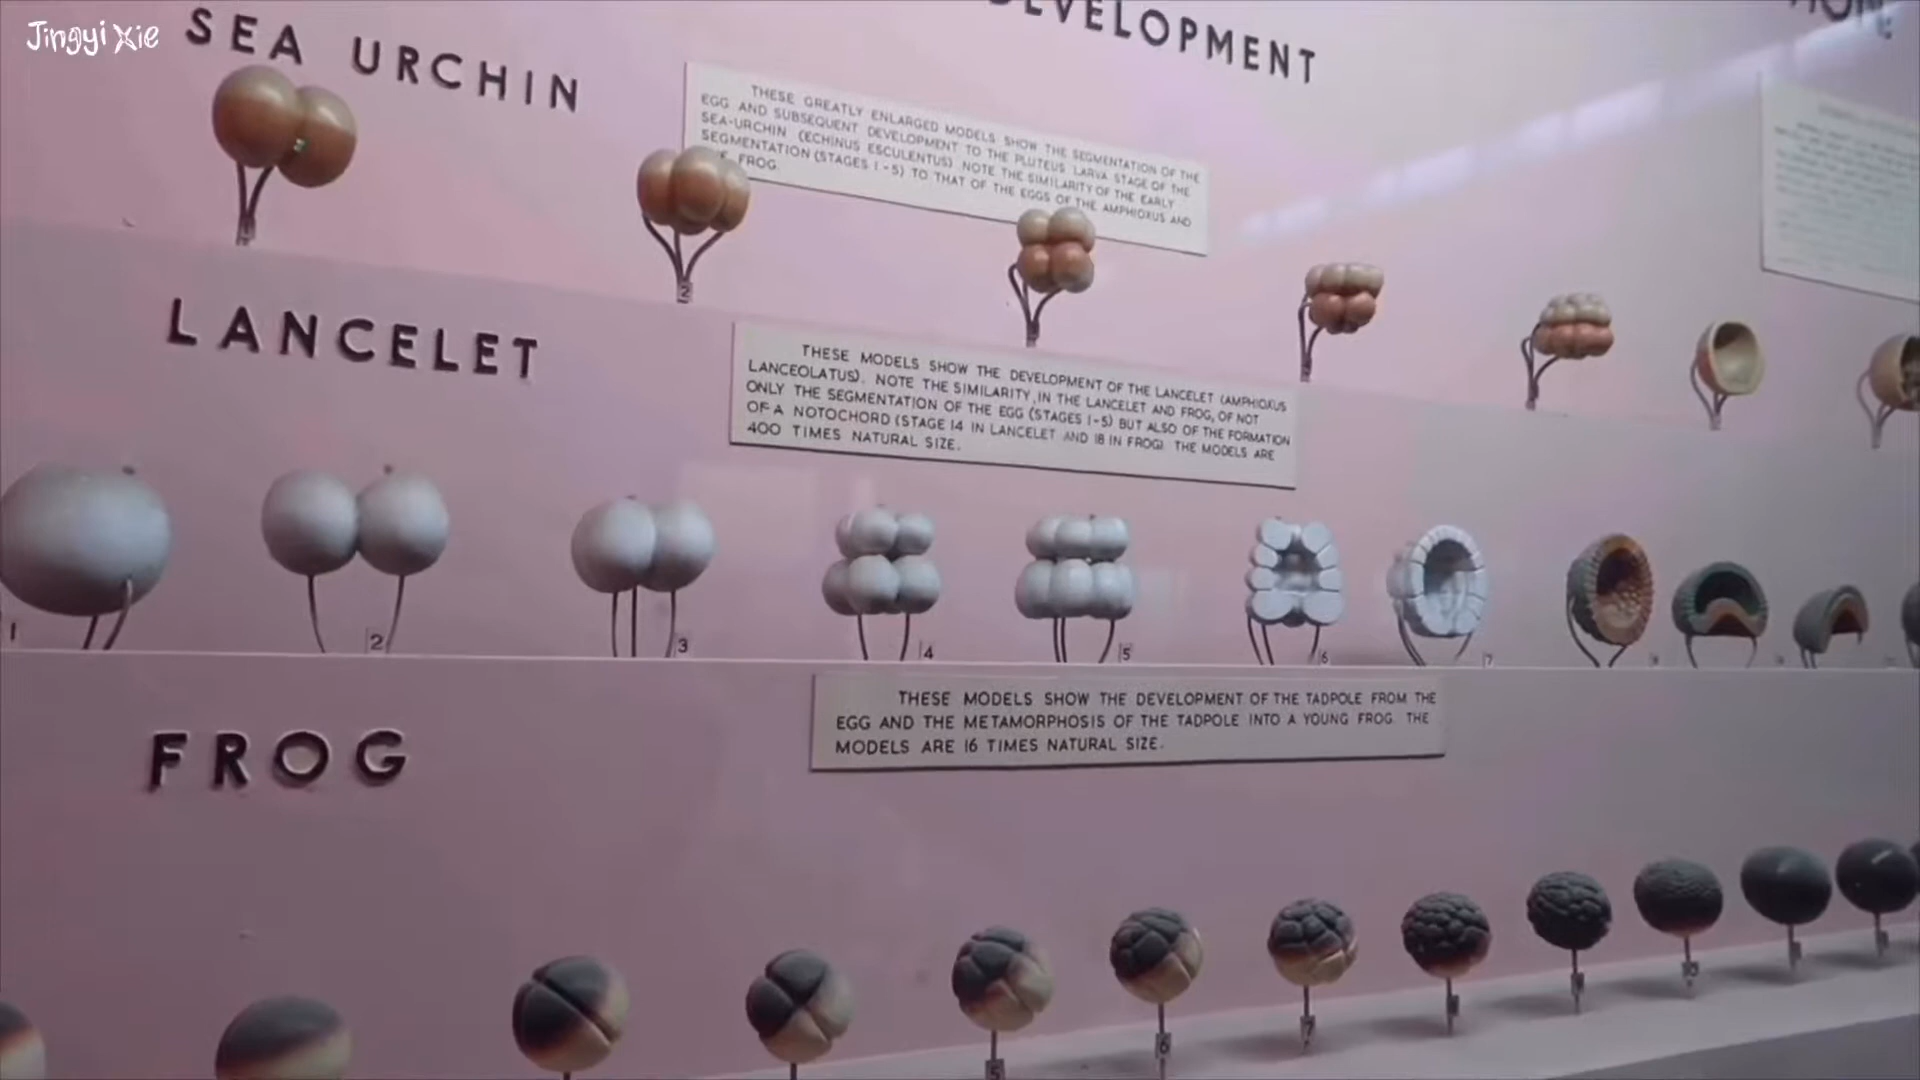 Jingyi Xie
DEVELOPMENT
SEA URCHIN
THESE GREATLY ENLARGED MODELS SHOW THE SEGMENTATION OF THE
EGG AND SUBSEQUENT DEVELOPMENT TO THE PLUTEUS LARVA STAGE OF THE
SEA-URCHIN (ECHINUS ESCULENTUS). NOTE THE SIMILARITY OF THE EARLY
SEGMENTATION (STAGES 1-5) TO THAT OF THE EGGS OF THE AMPHIOXUS AND
FROG.
2
LANCELET
THESE MODELS SHOW THE DEVELOPMENT OF THE LANCELET (AMPHIOXUS
LANCEOLATUS). NOTE THE SIMILARITY, IN THE LANCELET AND FROG, OF NOT
ONLY THE SEGMENTATION OF THE EGG (STAGES 1-5) BUT ALSO OF THE FORMATION
OF A NOTOCHORD (STAGE 14 IN LANCELET AND 18 IN FROG). THE MODELS ARE
400 TIMES NATURAL SIZE.
1 2 3 4 5 6 7
FROG
THESE MODELS SHOW THE DEVELOPMENT OF THE TADPOLE FROM THE
EGG AND THE METAMORPHOSIS OF THE TADPOLE INTO A YOUNG FROG. THE
MODELS ARE 16 TIMES NATURAL SIZE.
5 6 7 10